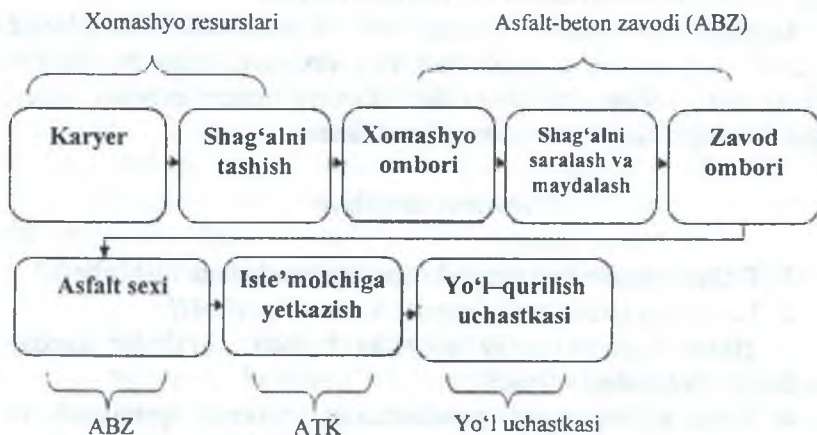 Xomashyo resurslari
Asfalt-beton zavodi (ABZ)
Karyer
Shag‘alni
tashish
Xomashyo
ombori
Shag‘alni
saralash va
maydalash
Zavod
ombori
Asfalt sexi
Iste’molchiga
yetkazish
Yo‘l–qurilish
uchastkasi
ABZ
ATK
Yo‘l uchastkasi